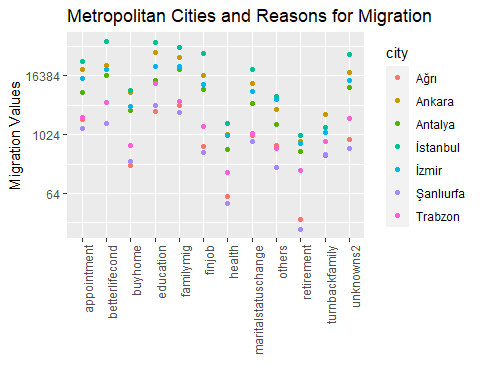 Metropolitan Cities and Reasons for Migration
Migration Values
16384
1024
64
appointment
betterlifecond
buyhome
education
familymig
finjob
health
maritalstatuschange
others
retirement
turnbackfamily
unknowns2
city
Ağrı
Ankara
Antalya
İstanbul
İzmir
Şanlıurfa
Trabzon